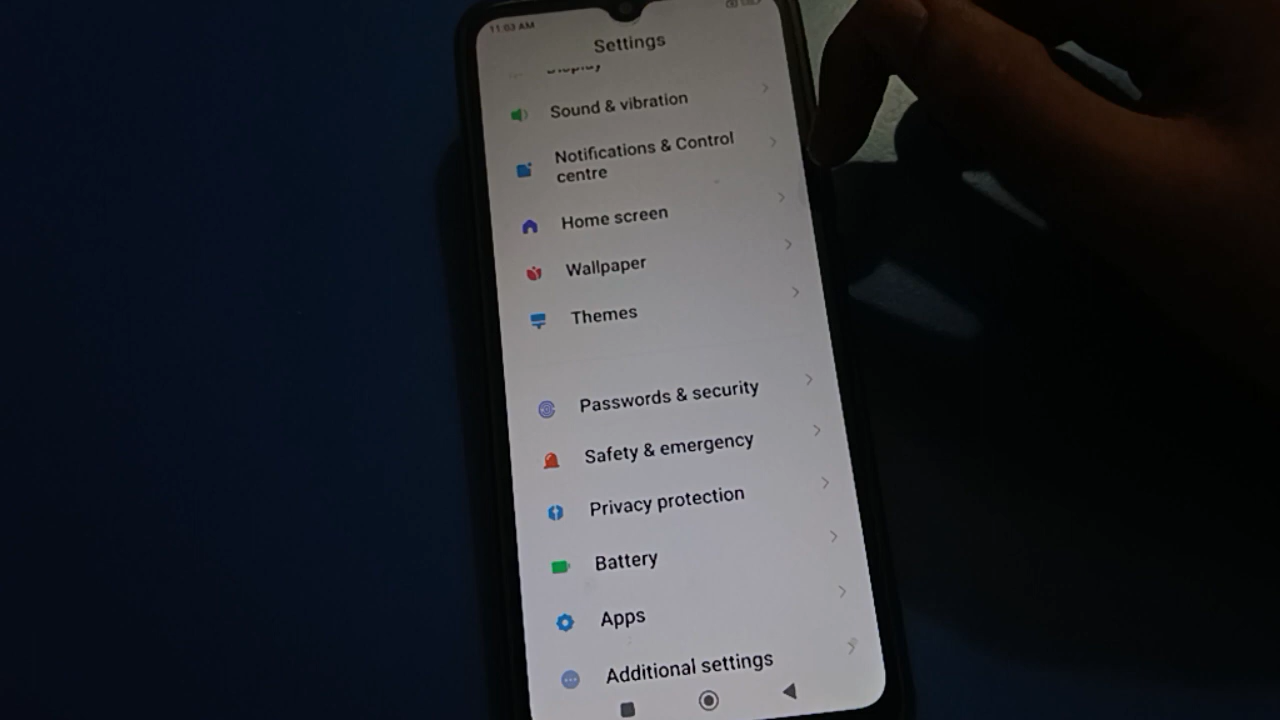 11:03 AM
Settings
Display
Sound & vibration
Notifications & Control
centre
Home screen
Wallpaper
Themes
Passwords & security
Safety & emergency
Privacy protection
Battery
Apps
Additional settings